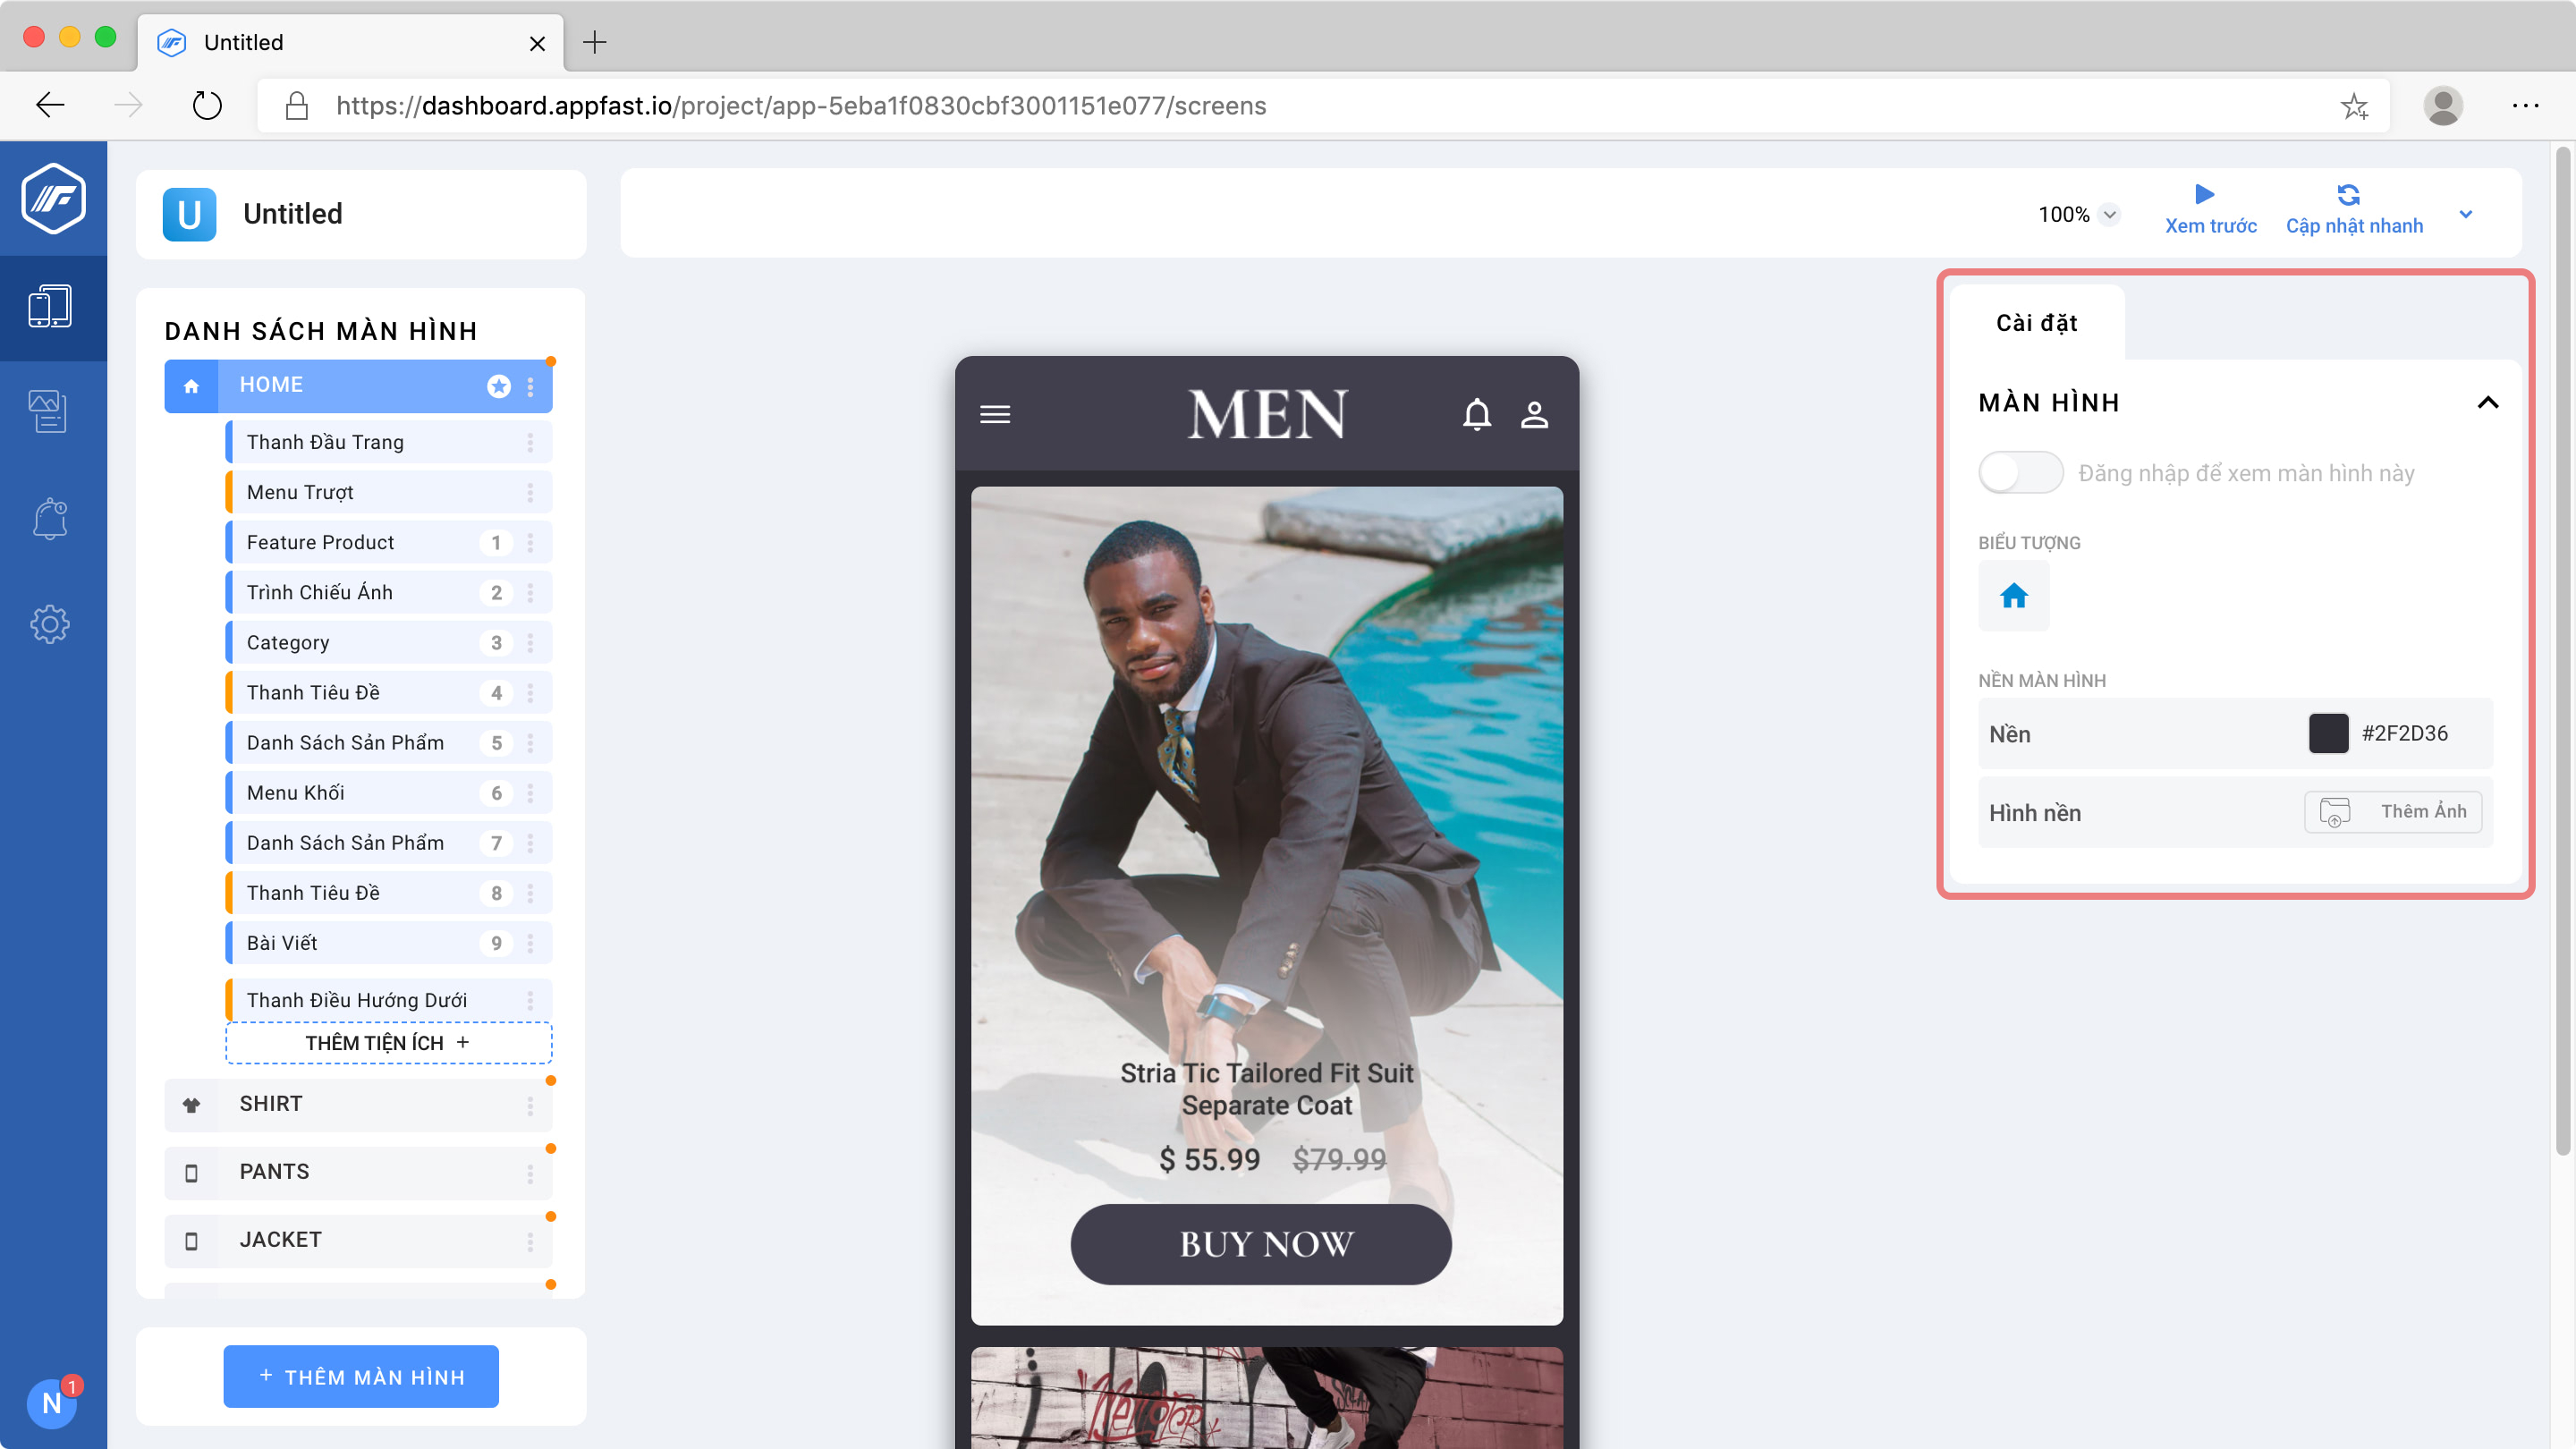 Untitled
https://dashboard.appfast.io/project/app-5eba1f0830cbf3001151e077/screens
U Untitled
100%
Xem trước
Cập nhật nhanh
DANH SÁCH MÀN HÌNH
HOME
Thanh Đầu Trang
Menu Trượt
Feature Product 1
Trình Chiếu Ảnh 2
Category 3
Thanh Tiêu Đề 4
Danh Sách Sản Phẩm 5
Menu Khối 6
Danh Sách Sản Phẩm 7
Thanh Tiêu Đề 8
Bài Viết 9
Thanh Điều Hướng Dưới
THÊM TIỆN ÍCH +
SHIRT
PANTS
JACKET
+ THÊM MÀN HÌNH
N 1
MEN
Stria Tic Tailored Fit Suit
Separate Coat
$ 55.99 $79.99
BUY NOW
Cài đặt
MÀN HÌNH
Đăng nhập để xem màn hình này
BIỂU TƯỢNG
NỀN MÀN HÌNH
Nền #2F2D36
Hình nền Thêm Ảnh